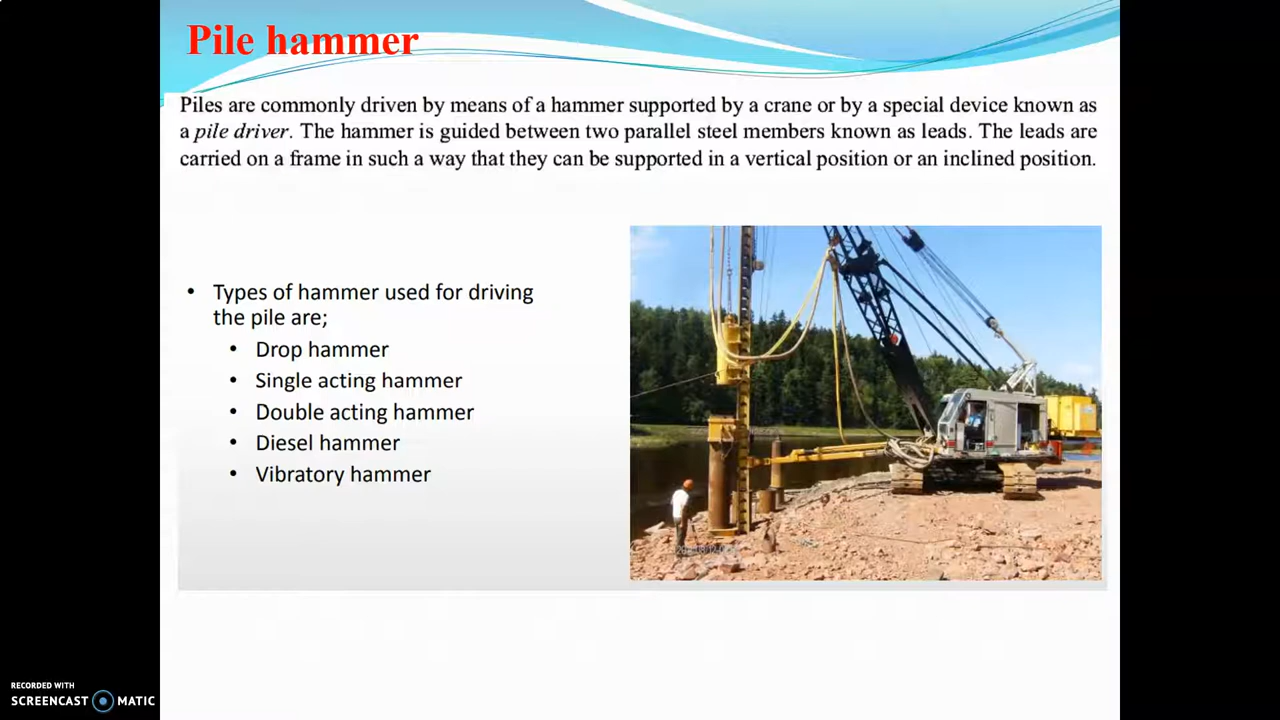 Pile hammer
Piles are commonly driven by means of a hammer supported by a crane or by a special device known as
a pile driver. The hammer is guided between two parallel steel members known as leads. The leads are
carried on a frame in such a way that they can be supported in a vertical position or an inclined position.
• Types of hammer used for driving
the pile are;
• Drop hammer
• Single acting hammer
• Double acting hammer
• Diesel hammer
• Vibratory hammer
RECORDED WITH
SCREENCAST MATIC